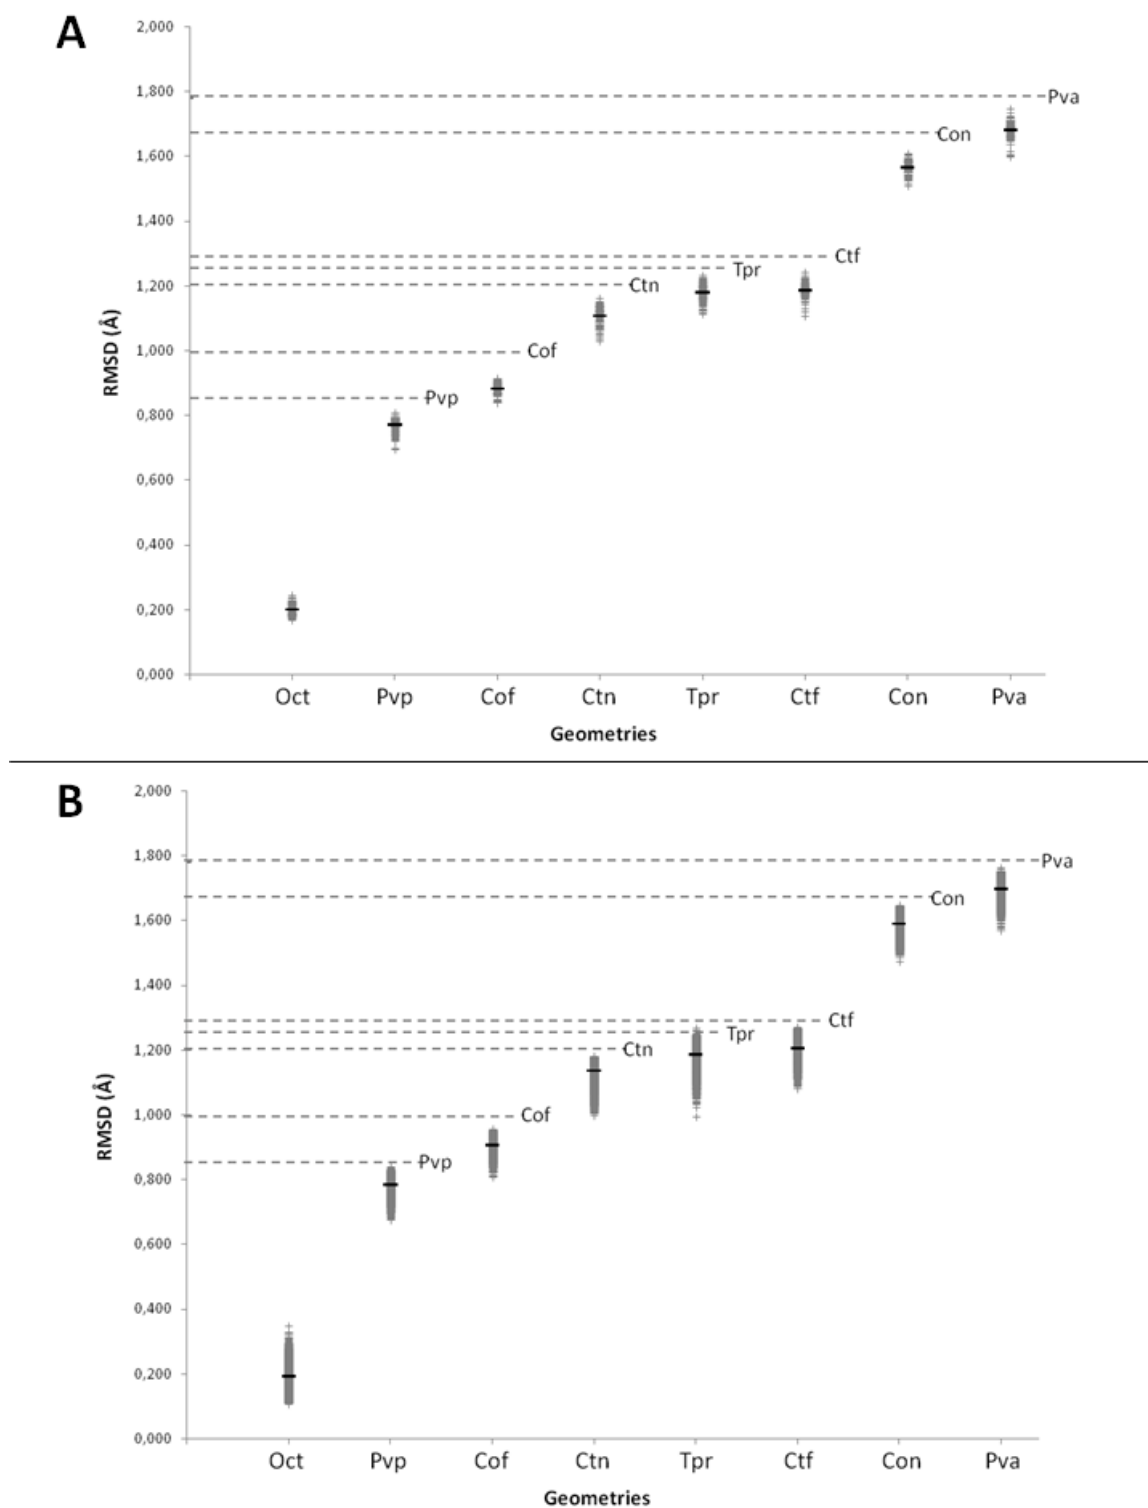 A
2,000
1,800
Pva
Con
1,600
1,400
Ctf
Tpr
1,200
Ctn
RMSD (Å)
1,000
Cof
Pvp
0,800
0,600
0,400
0,200
0,000
Oct Pvp Cof Ctn Tpr Ctf Con Pva
Geometries
B
2,000
1,800
Pva
Con
1,600
1,400
Ctf
Tpr
1,200
Ctn
RMSD (Å)
1,000
Cof
Pvp
0,800
0,600
0,400
0,200
0,000
Oct Pvp Cof Ctn Tpr Ctf Con Pva
Geometries